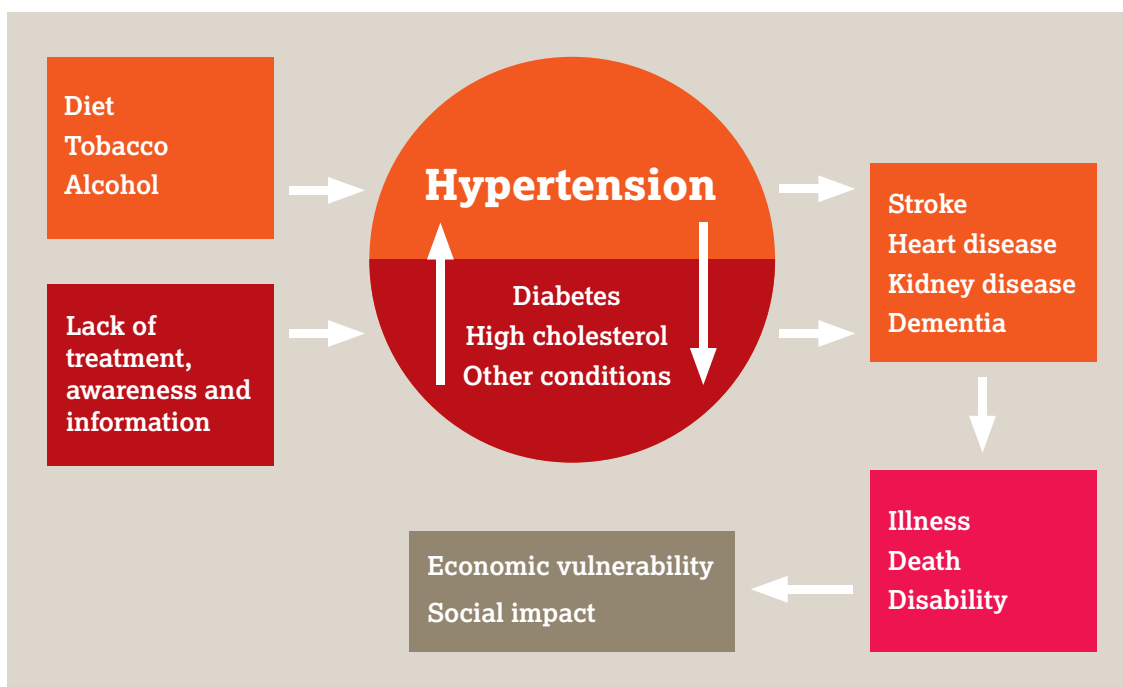 Diet
Tobacco
Alcohol
Lack of
treatment,
awareness and
information
Hypertension
Diabetes
High cholesterol
Other conditions
Stroke
Heart disease
Kidney disease
Dementia
Illness
Death
Disability
Economic vulnerability
Social impact